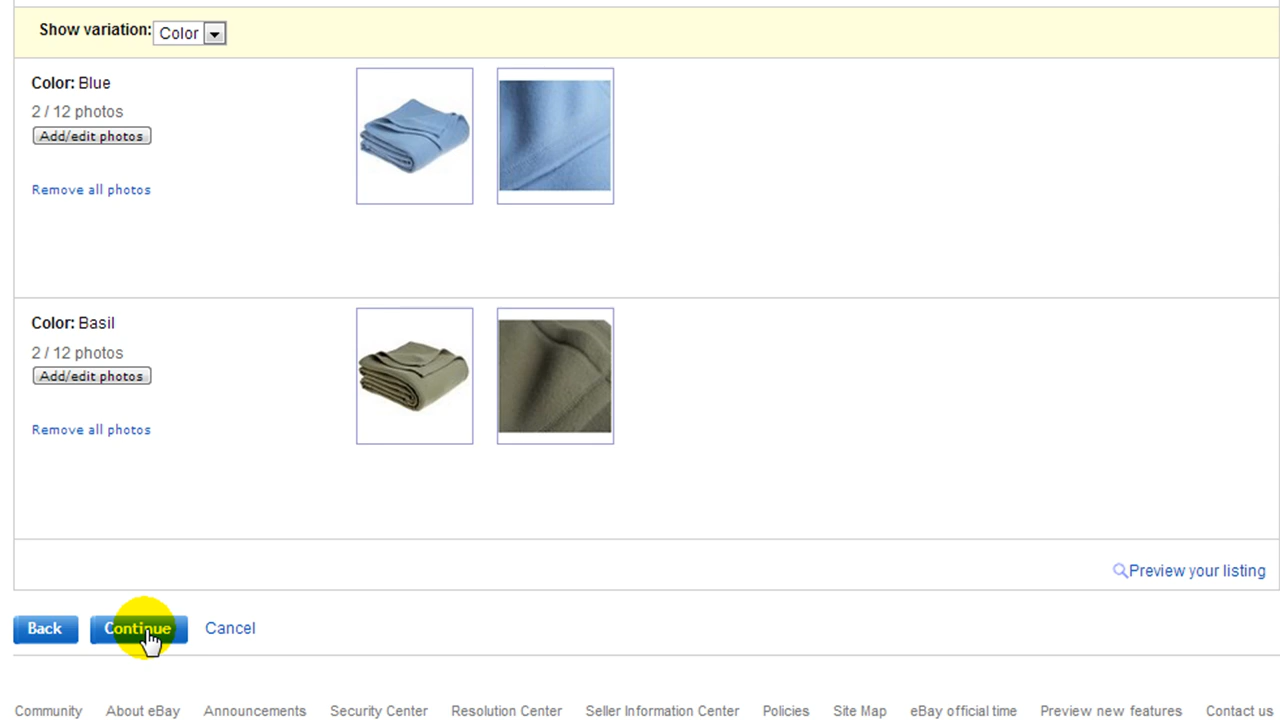 Show variation: Color
Color: Blue
2 / 12 photos
Add/edit photos
Remove all photos
Color: Basil
2 / 12 photos
Add/edit photos
Remove all photos
Preview your listing
Back Continue Cancel
Community About eBay Announcements Security Center Resolution Center Seller Information Center Policies Site Map eBay official time Preview new features Contact us